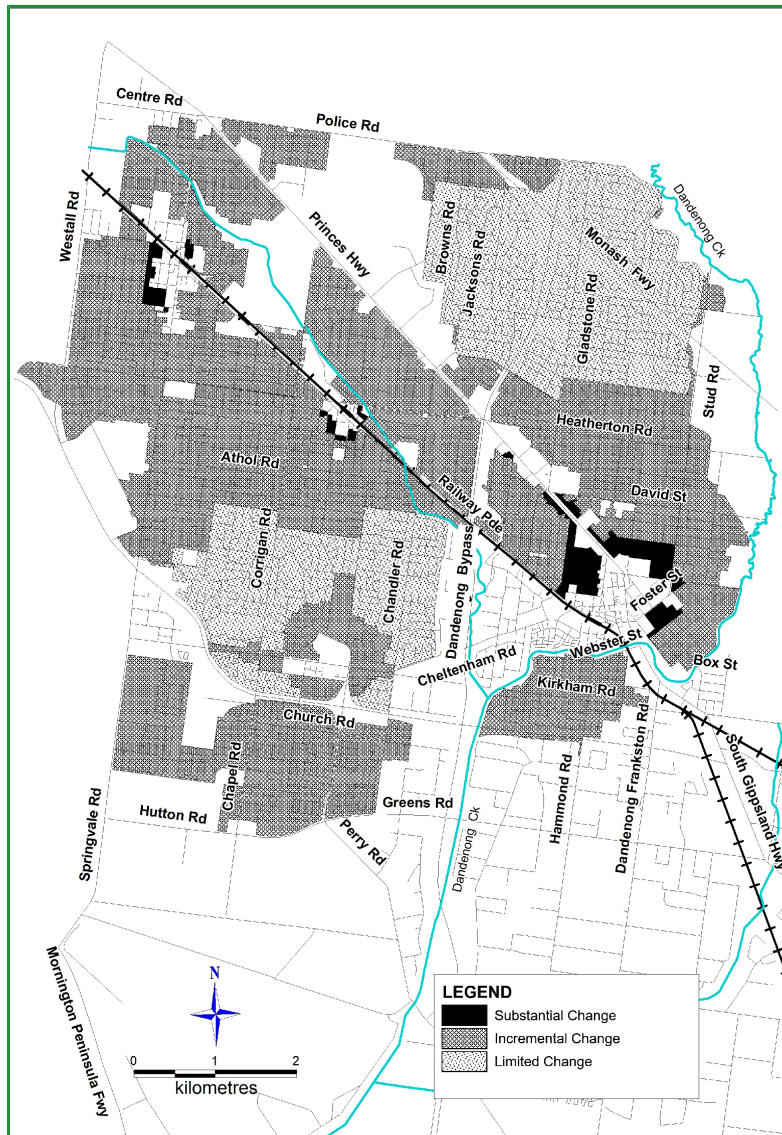 Centre Rd
Police Rd
Dandenong Ck
Westall Rd
Princes Hwy
Browns Rd
Jacksons Rd
Monash Fwy
Gladstone Rd
Stud Rd
Heatherton Rd
Athol Rd
David St
Railway Pde
Corrigan Rd
Chandler Rd
Dandenong Bypass
Foster St
Webster St
Box St
Cheltenham Rd
Kirkham Rd
Church Rd
Chapel Rd
Hutton Rd
Greens Rd
Perry Rd
Springvale Rd
Dandenong Ck
Hammond Rd
Dandenong Frankston Rd
South Gippsland Hwy
Mornington Peninsula Fwy
N
0 1 2
kilometres
LEGEND
Substantial Change
Incremental Change
Limited Change